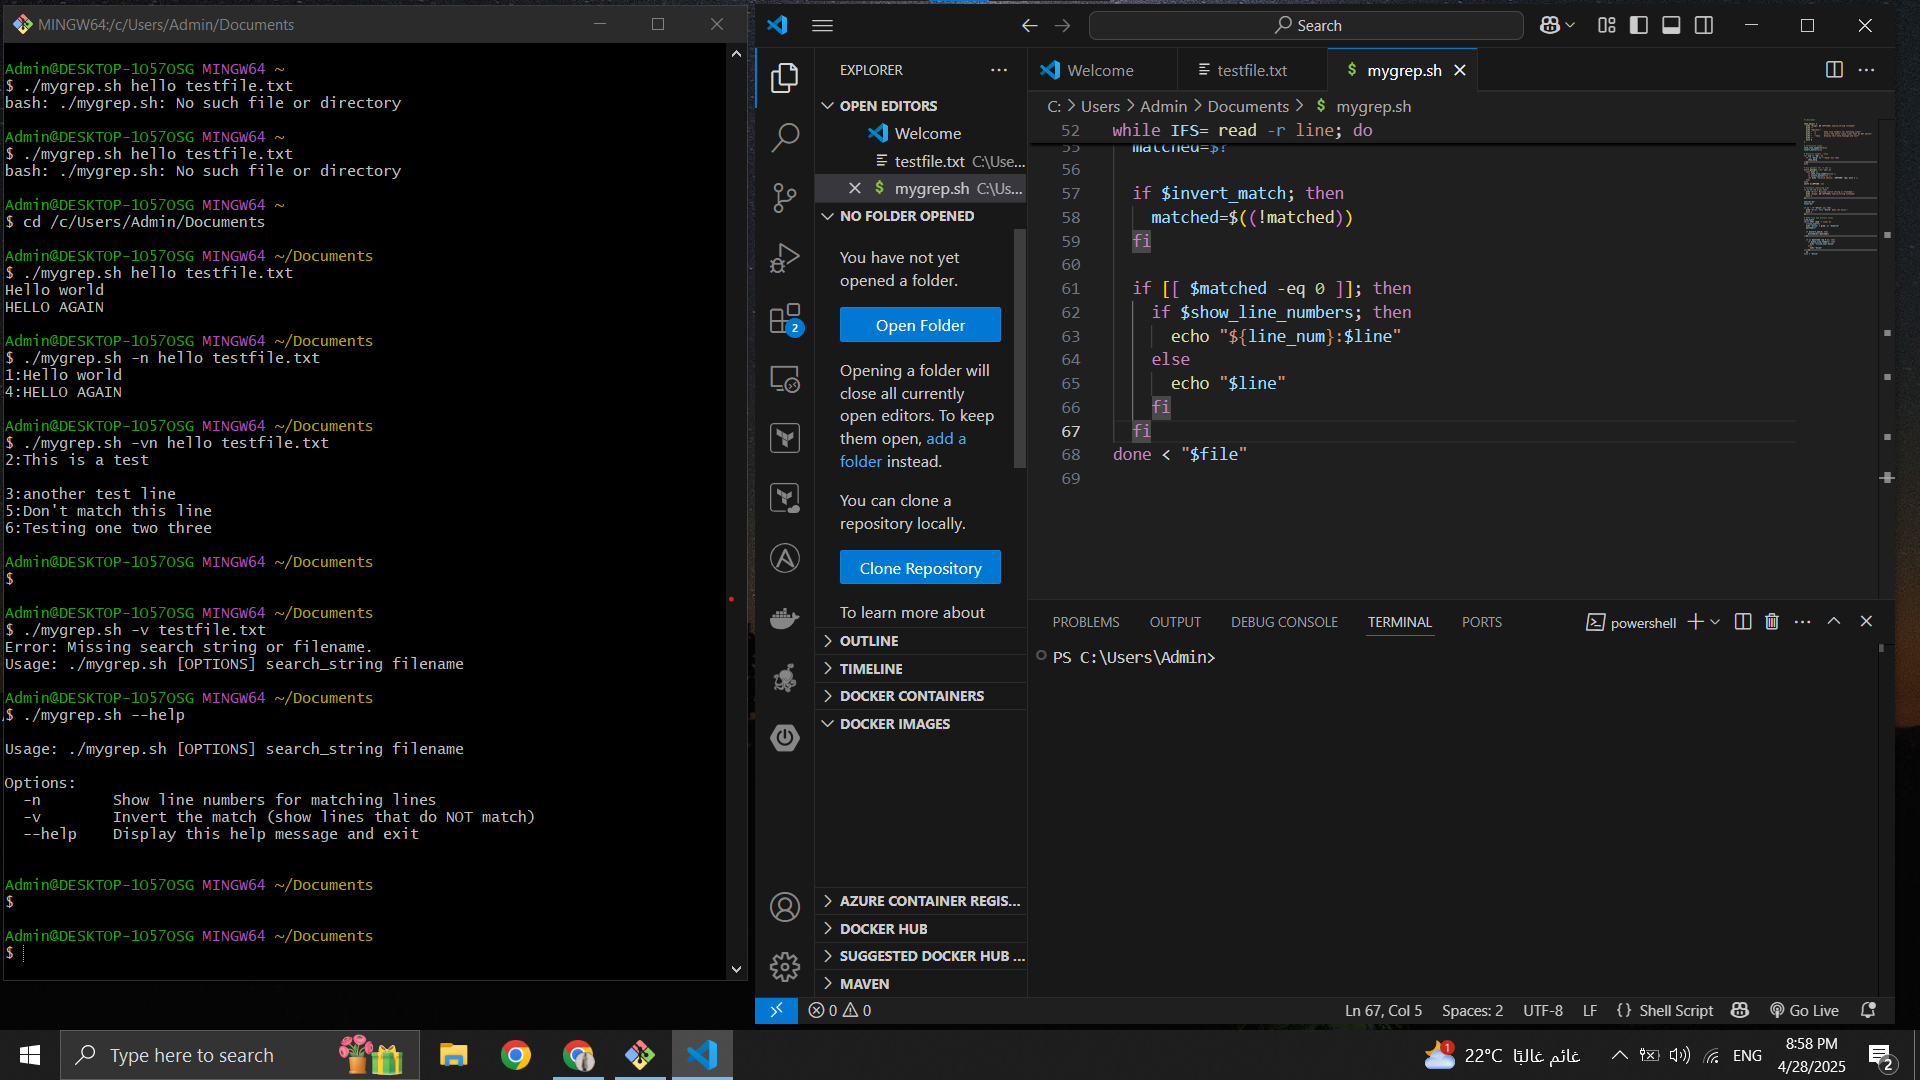 MINGW64:/c/Users/Admin/Documents
Admin@DESKTOP-1O57OSG MINGW64 ~
$ ./mygrep.sh hello testfile.txt
bash: ./mygrep.sh: No such file or directory
Admin@DESKTOP-1O57OSG MINGW64 ~
$ ./mygrep.sh hello testfile.txt
bash: ./mygrep.sh: No such file or directory
Admin@DESKTOP-1O57OSG MINGW64 ~
$ cd /c/Users/Admin/Documents
Admin@DESKTOP-1O57OSG MINGW64 ~/Documents
$ ./mygrep.sh hello testfile.txt
Hello world
HELLO AGAIN
Admin@DESKTOP-1O57OSG MINGW64 ~/Documents
$ ./mygrep.sh -n hello testfile.txt
1:Hello world
4:HELLO AGAIN
Admin@DESKTOP-1O57OSG MINGW64 ~/Documents
$ ./mygrep.sh -vn hello testfile.txt
2:This is a test
3:another test line
5:Don't match this line
6:Testing one two three
Admin@DESKTOP-1O57OSG MINGW64 ~/Documents
$
Admin@DESKTOP-1O57OSG MINGW64 ~/Documents
$ ./mygrep.sh -v testfile.txt
Error: Missing search string or filename.
Usage: ./mygrep.sh [OPTIONS] search_string filename
Admin@DESKTOP-1O57OSG MINGW64 ~/Documents
$ ./mygrep.sh --help
Usage: ./mygrep.sh [OPTIONS] search_string filename
Options:
-n Show line numbers for matching lines
-v Invert the match (show lines that do NOT match)
--help Display this help message and exit
Admin@DESKTOP-1O57OSG MINGW64 ~/Documents
$
Admin@DESKTOP-1O57OSG MINGW64 ~/Documents
$
Search
EXPLORER
OPEN EDITORS
Welcome
testfile.txt C:\Use...
$ mygrep.sh C:\Us...
NO FOLDER OPENED
You have not yet
opened a folder.
Open Folder
Opening a folder will
close all currently
open editors. To keep
them open, add a
folder instead.
You can clone a
repository locally.
Clone Repository
To learn more about
OUTLINE
TIMELINE
DOCKER CONTAINERS
DOCKER IMAGES
AZURE CONTAINER REGIS...
DOCKER HUB
SUGGESTED DOCKER HUB ...
MAVEN
2
Welcome
testfile.txt
$ mygrep.sh
C: > Users > Admin > Documents > $ mygrep.sh
52 while IFS= read -r line; do
55 matched=$?
56
57 if $invert_match; then
58 matched=$((!matched))
59 fi
60
61 if [[ $matched -eq 0 ]]; then
62 if $show_line_numbers; then
63 echo "${line_num}:$line"
64 else
65 echo "$line"
66 fi
67 fi
68 done < "$file"
69
PROBLEMS OUTPUT DEBUG CONSOLE TERMINAL PORTS
powershell
PS C:\Users\Admin>
0 0
Ln 67, Col 5 Spaces: 2 UTF-8 LF {} Shell Script Go Live
Type here to search
1
22°C غائم غالبًا
ENG
8:58 PM
4/28/2025
2